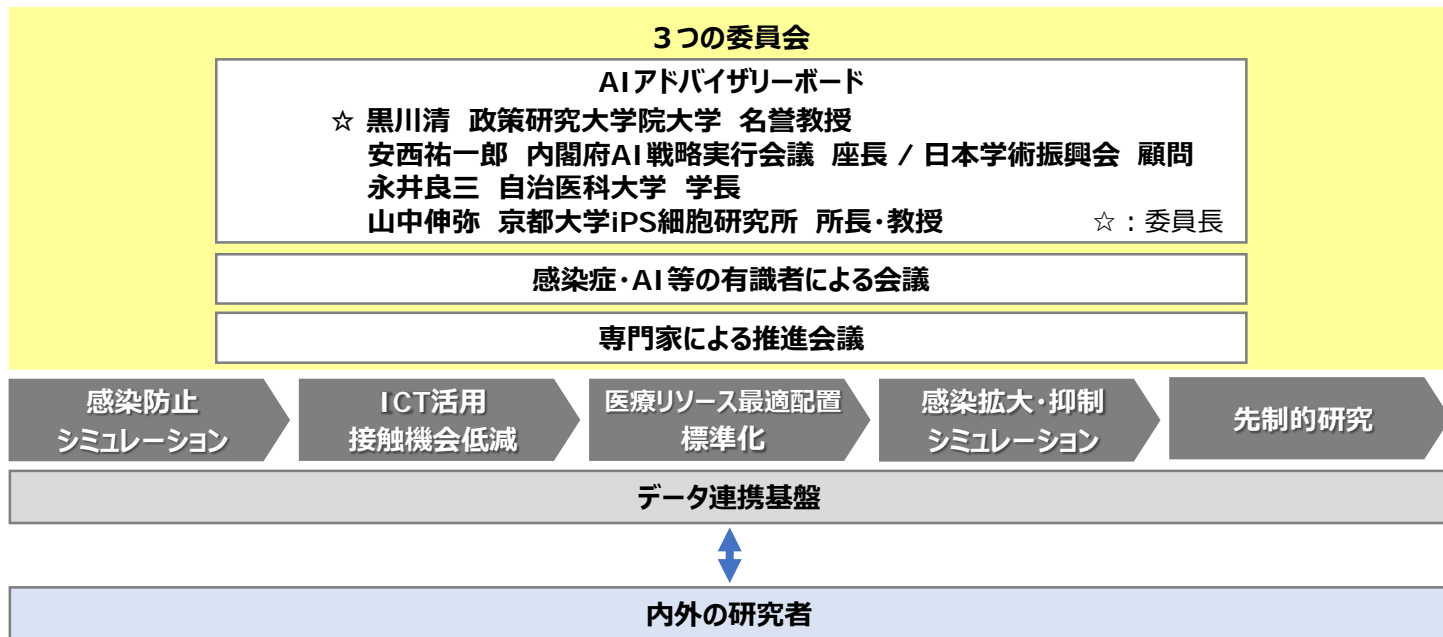 3つの委員会
AIアドバイザリーボード
☆ 黒川清 政策研究大学院大学 名誉教授
安西祐一郎 内閣府AI戦略実行会議 座長 / 日本学術振興会 顧問
永井良三 自治医科大学 学長
山中伸弥 京都大学iPS細胞研究所 所長・教授 ☆：委員長
感染症・AI等の有識者による会議
専門家による推進会議
感染防止
シミュレーション
ICT活用
接触機会低減
医療リソース最適配置
標準化
感染拡大・抑制
シミュレーション
先制的研究
データ連携基盤
内外の研究者